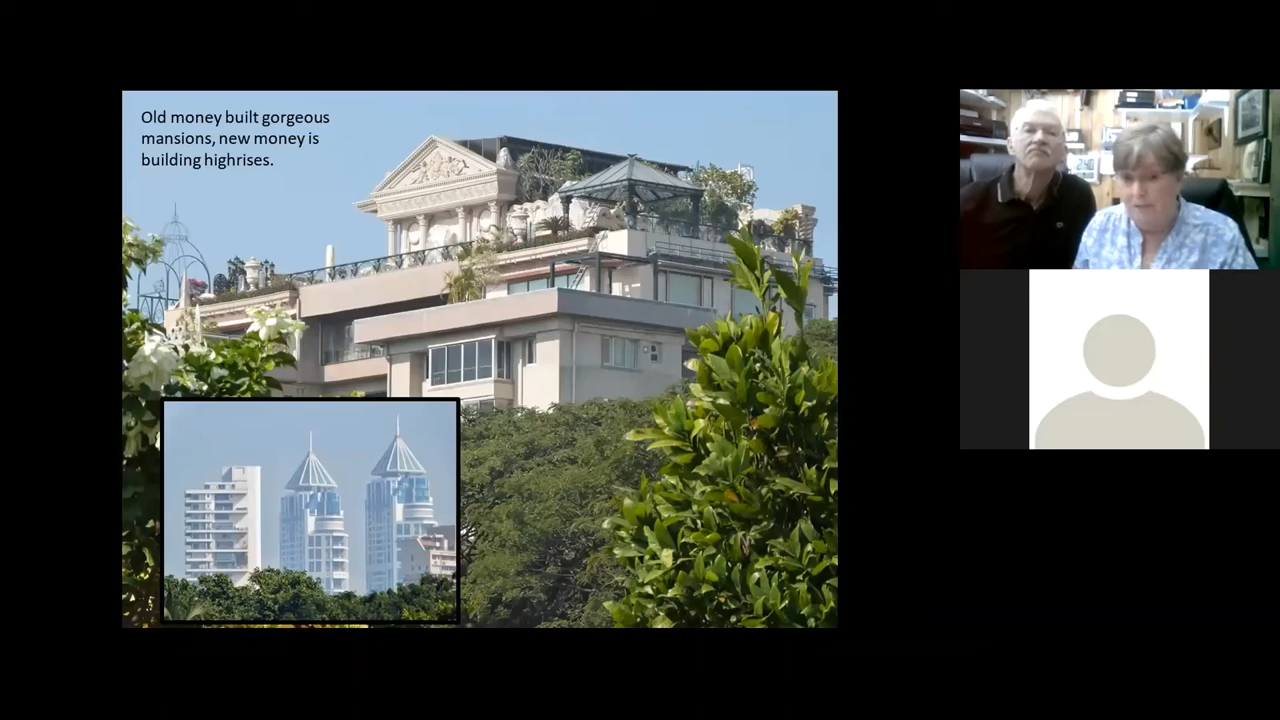 Old money built gorgeous
mansions, new money is
building highrises.